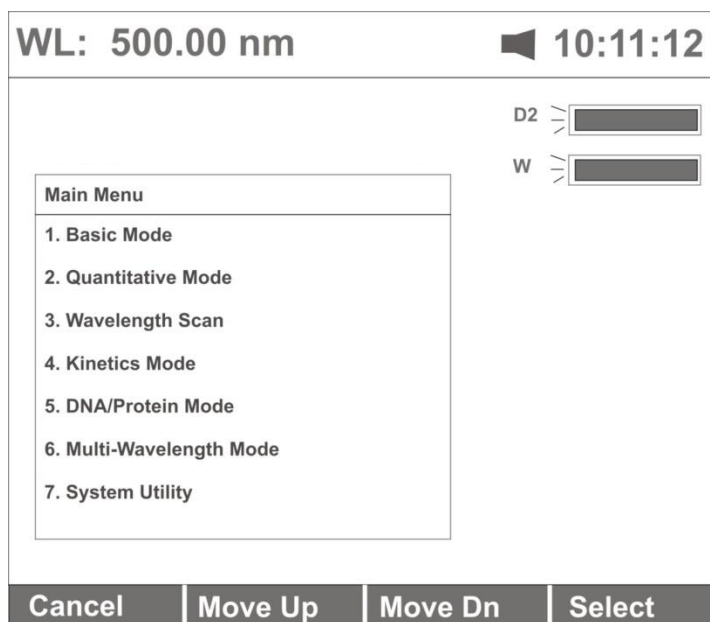 WL: 500.00 nm 10:11:12
D2
W
Main Menu
1. Basic Mode
2. Quantitative Mode
3. Wavelength Scan
4. Kinetics Mode
5. DNA/Protein Mode
6. Multi-Wavelength Mode
7. System Utility
Cancel Move Up Move Dn Select